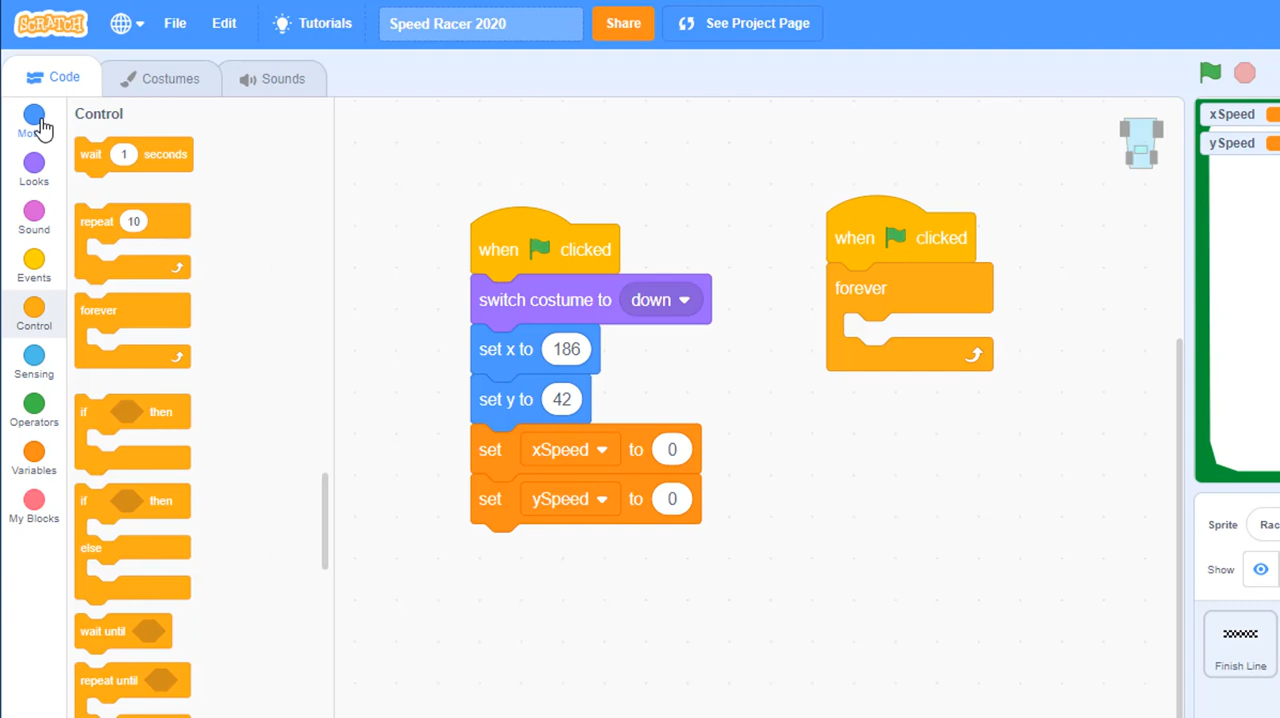 SCRATCH File Edit Tutorials Speed Racer 2020 Share See Project Page
Code Costumes Sounds
Looks
Sound
Events
Control
Sensing
Operators
Variables
My Blocks
Control
wait 1 seconds
repeat 10
forever
if then
if then
else
wait until
repeat until
when clicked
switch costume to down
set x to 186
set y to 42
set xSpeed to 0
set ySpeed to 0
when clicked
forever
xSpeed
ySpeed
Sprite
Show
Finish Line